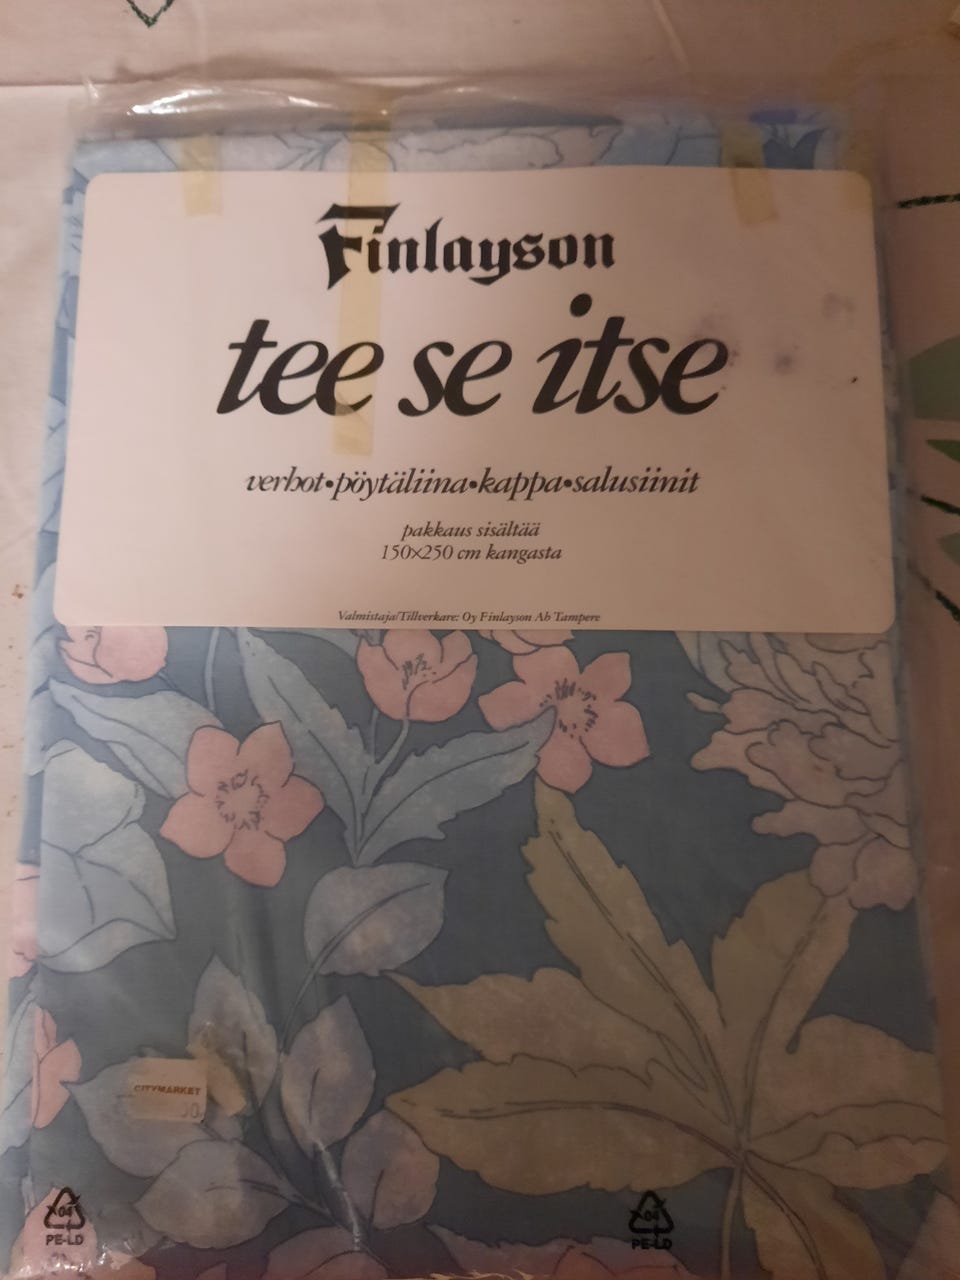 Finlayson
tee se itse
verhot•pöytäliina•kappa•salusiinit
pakkaus sisältää
150×250 cm kangasta
Valmistaja/Tillverkare: Oy Finlayson Ab Tampere
CITYMARKET
04
PE-LD
04
PE-LD